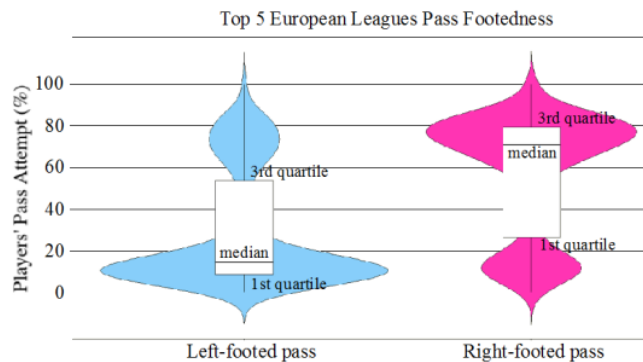 Top 5 European Leagues Pass Footedness
Players' Pass Attempt (%)
100
80
60
40
20
0
3rd quartile
median
1st quartile
3rd quartile
median
1st quartile
Left-footed pass
Right-footed pass